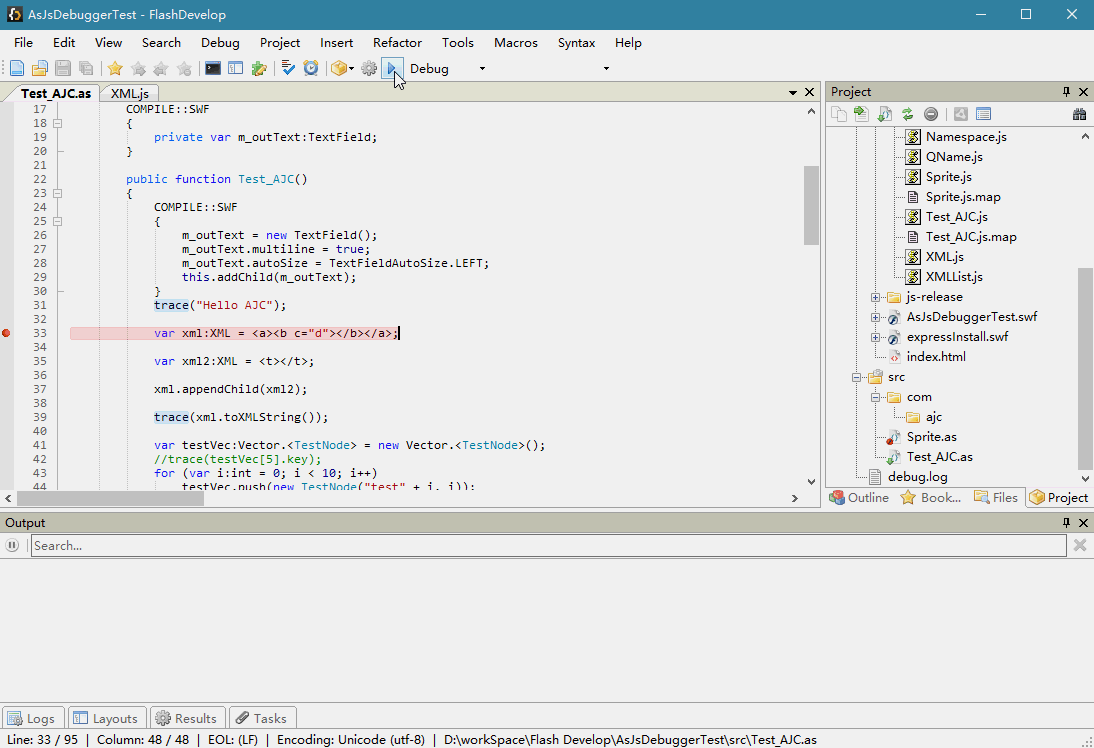 AsJsDebuggerTest - FlashDevelop
File Edit View Search Debug Project Insert Refactor Tools Macros Syntax Help
Debug
Test_AJC.as XML.js
17 COMPILE::SWF
18 {
19 private var m_outText:TextField;
20 }
21
22 public function Test_AJC()
23 {
24 COMPILE::SWF
25 {
26 m_outText = new TextField();
27 m_outText.multiline = true;
28 m_outText.autoSize = TextFieldAutoSize.LEFT;
29 this.addChild(m_outText);
30 }
31 trace("Hello AJC");
32
33 var xml:XML = <a><b c="d"></b></a>;
34
35 var xml2:XML = <t></t>;
36
37 xml.appendChild(xml2);
38
39 trace(xml.toXMLString());
40
41 var testVec:Vector.<TestNode> = new Vector.<TestNode>();
42 //trace(testVec[5].key);
43 for (var i:int = 0; i < 10; i++)
44 testVec.push(new TestNode("test" + i, i));
Project
Namespace.js
QName.js
Sprite.js
Sprite.js.map
Test_AJC.js
Test_AJC.js.map
XML.js
XMLList.js
js-release
AsJsDebuggerTest.swf
expressInstall.swf
index.html
src
com
ajc
Sprite.as
Test_AJC.as
debug.log
Outline Book... Files Project
Output
Search...
Logs Layouts Results Tasks
Line: 33 / 95 | Column: 48 / 48 | EOL: (LF) | Encoding: Unicode (utf-8) | D:\workSpace\Flash Develop\AsJsDebuggerTest\src\Test_AJC.as